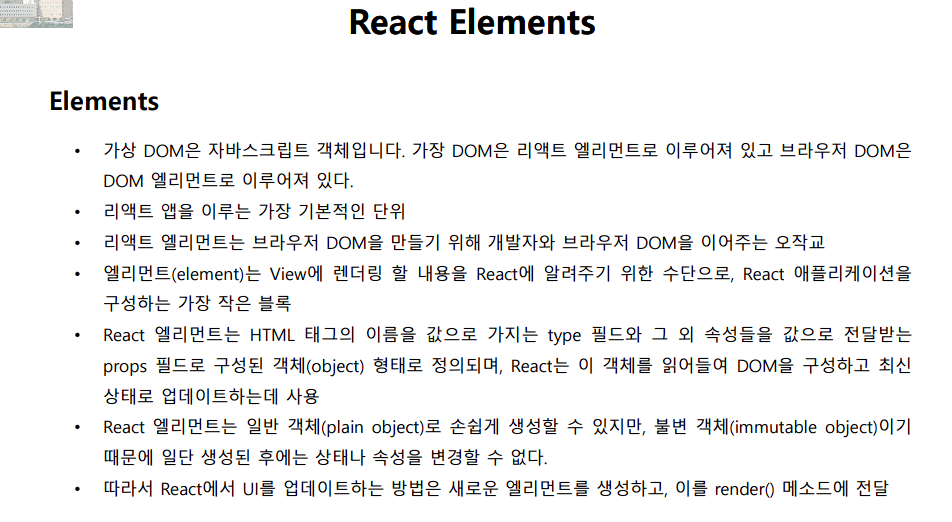 React Elements
Elements
• 가상 DOM은 자바스크립트 객체입니다. 가장 DOM은 리액트 엘리먼트로 이루어져 있고 브라우저 DOM은
DOM 엘리먼트로 이루어져 있다.
• 리액트 앱을 이루는 가장 기본적인 단위
• 리액트 엘리먼트는 브라우저 DOM을 만들기 위해 개발자와 브라우저 DOM을 이어주는 오작교
• 엘리먼트(element)는 View에 렌더링 할 내용을 React에 알려주기 위한 수단으로, React 애플리케이션을
구성하는 가장 작은 블록
• React 엘리먼트는 HTML 태그의 이름을 값으로 가지는 type 필드와 그 외 속성들을 값으로 전달받는
props 필드로 구성된 객체(object) 형태로 정의되며, React는 이 객체를 읽어들여 DOM을 구성하고 최신
상태로 업데이트하는데 사용
• React 엘리먼트는 일반 객체(plain object)로 손쉽게 생성할 수 있지만, 불변 객체(immutable object)이기
때문에 일단 생성된 후에는 상태나 속성을 변경할 수 없다.
• 따라서 React에서 UI를 업데이트하는 방법은 새로운 엘리먼트를 생성하고, 이를 render() 메소드에 전달